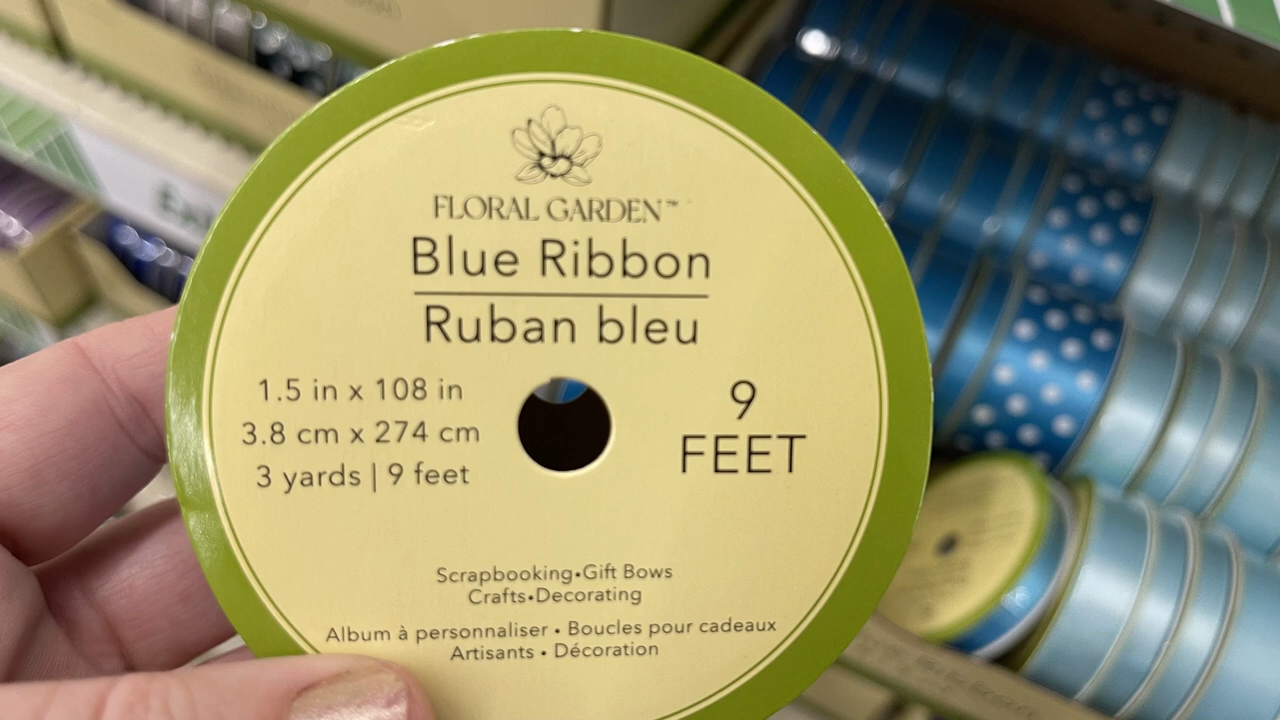 FLORAL GARDEN™
Blue Ribbon
Ruban bleu
1.5 in x 108 in
3.8 cm x 274 cm
3 yards | 9 feet
9
FEET
Scrapbooking•Gift Bows
Crafts•Decorating
Album à personnaliser • Boucles pour cadeaux
Artisants • Décoration